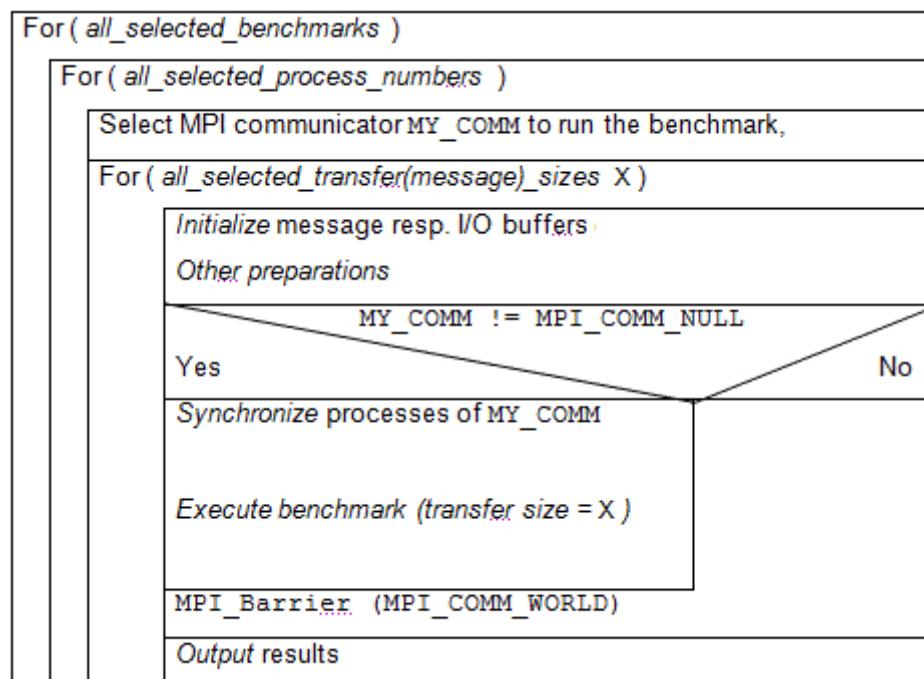 For ( all_selected_benchmarks )
For ( all_selected_process_numbers )
Select MPI communicator MY_COMM to run the benchmark,
For ( all_selected_transfer(message)_sizes X )
Initialize message resp. I/O buffers
Other preparations
MY_COMM != MPI_COMM_NULL
Yes No
Synchronize processes of MY_COMM
Execute benchmark (transfer size = X )
MPI_Barrier (MPI_COMM_WORLD)
Output results